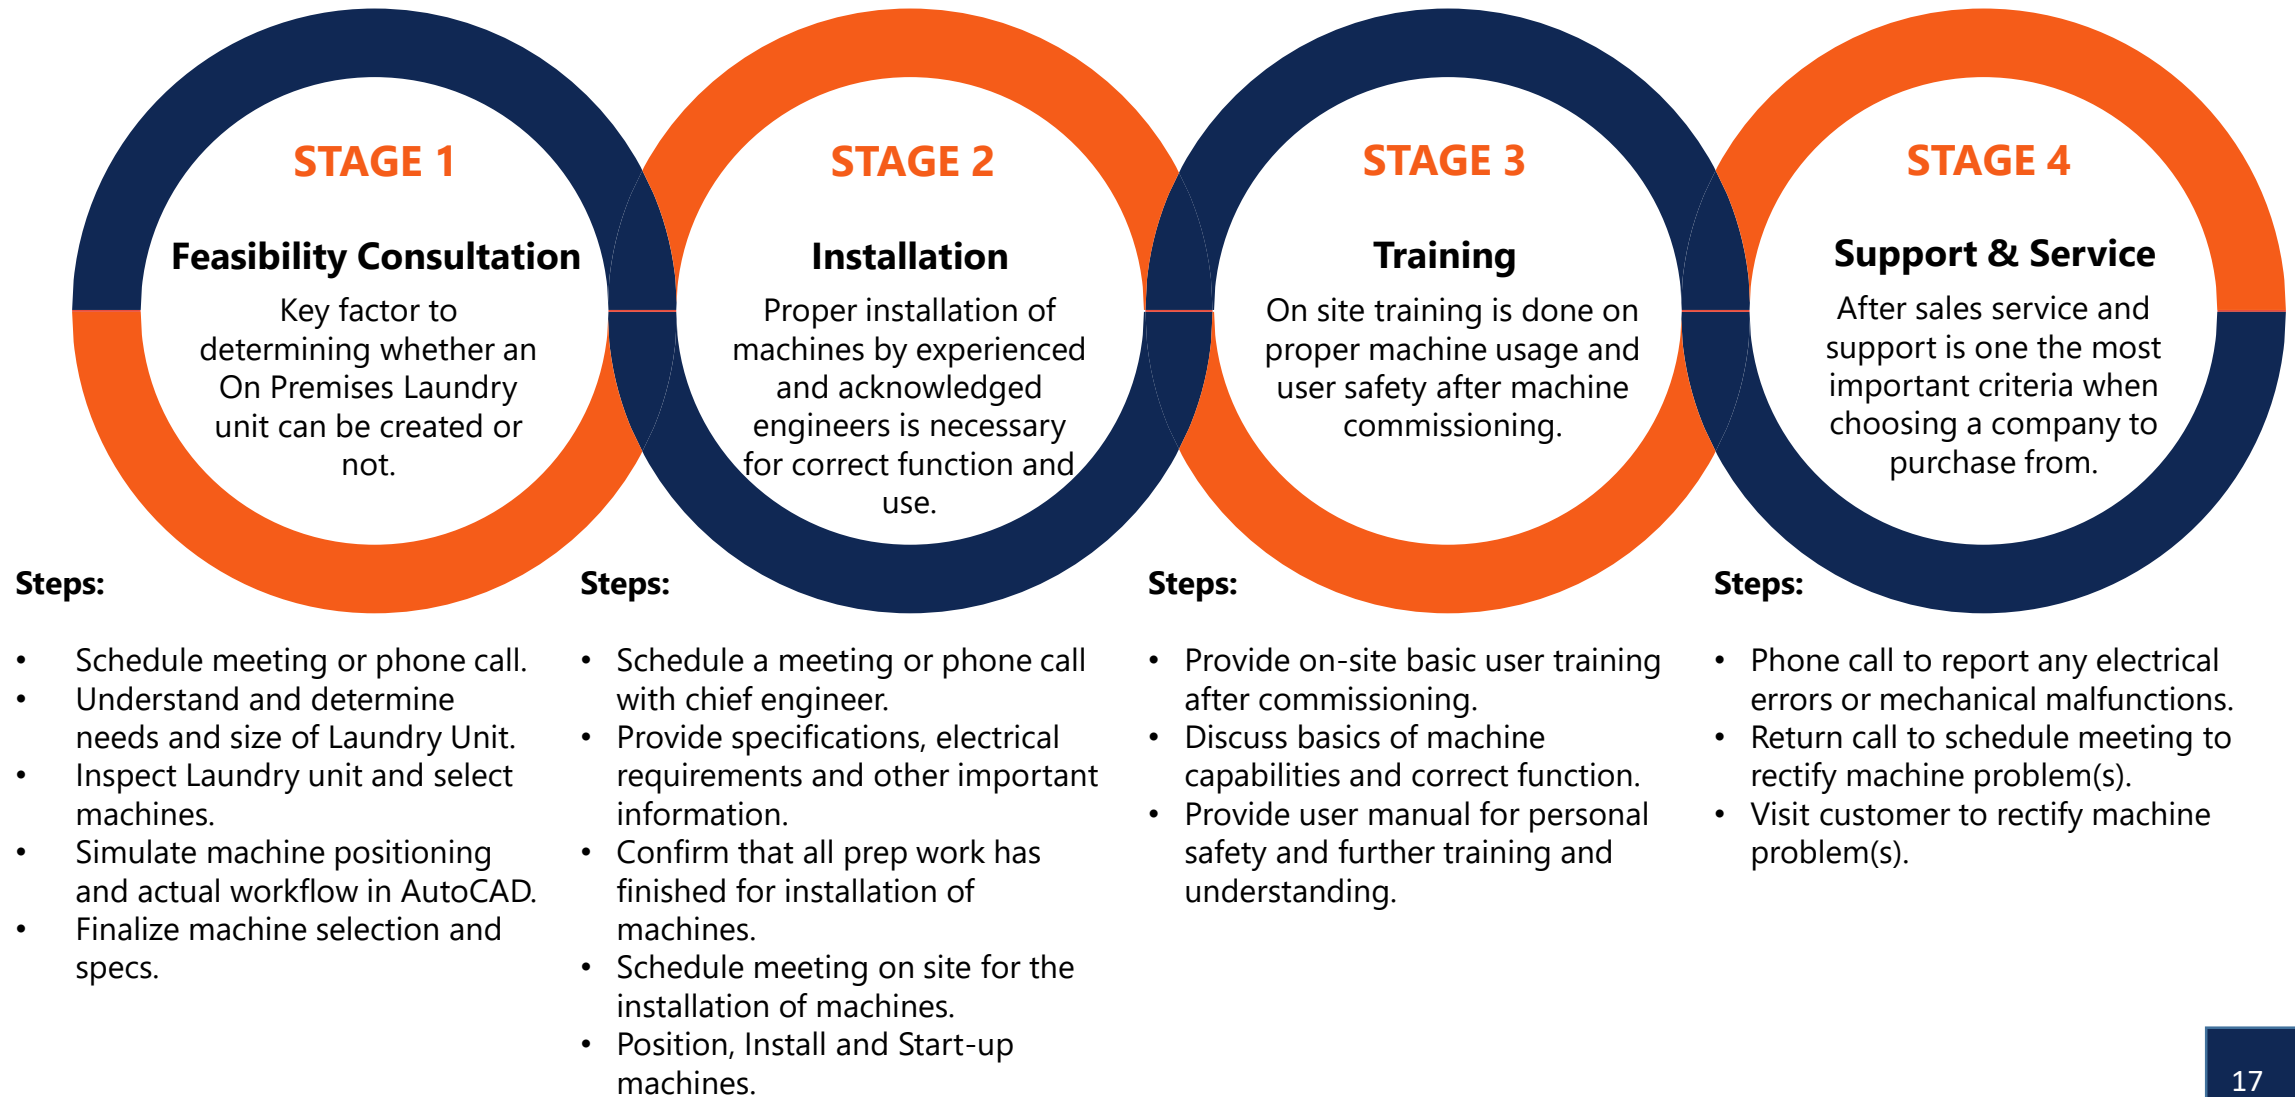 STAGE 1
Feasibility Consultation
Key factor to
determining whether an
On Premises Laundry
unit can be created or
not.
STAGE 2
Installation
Proper installation of
machines by experienced
and acknowledged
engineers is necessary
for correct function and
use.
STAGE 3
Training
On site training is done on
proper machine usage and
user safety after machine
commissioning.
STAGE 4
Support & Service
After sales service and
support is one the most
important criteria when
choosing a company to
purchase from.
Steps:
• Schedule meeting or phone call.
• Understand and determine
needs and size of Laundry Unit.
• Inspect Laundry unit and select
machines.
• Simulate machine positioning
and actual workflow in AutoCAD.
• Finalize machine selection and
specs.
Steps:
• Schedule a meeting or phone call
with chief engineer.
• Provide specifications, electrical
requirements and other important
information.
• Confirm that all prep work has
finished for installation of
machines.
• Schedule meeting on site for the
installation of machines.
• Position, Install and Start-up
machines.
Steps:
• Provide on-site basic user training
after commissioning.
• Discuss basics of machine
capabilities and correct function.
• Provide user manual for personal
safety and further training and
understanding.
Steps:
• Phone call to report any electrical
errors or mechanical malfunctions.
• Return call to schedule meeting to
rectify machine problem(s).
• Visit customer to rectify machine
problem(s).
17